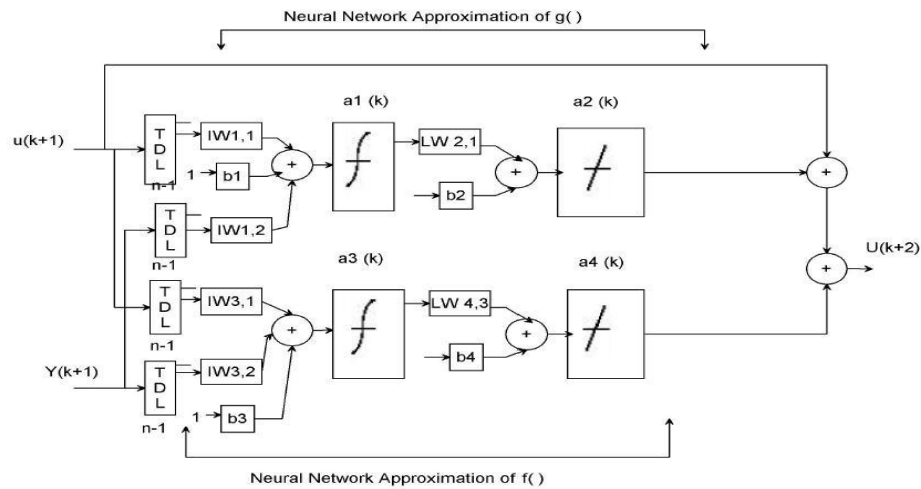 Neural Network Approximation of g( )
a1 (k)
a2 (k)
u(k+1)
T
D
L
IW1,1
LW 2,1
n-1
1
b1
+
b2
+
+
T
D
L
IW1,2
n-1
a3 (k)
a4 (k)
U(k+2)
+
T
D
L
IW3,1
LW 4,3
n-1
+
+
Y(k+1)
T
D
L
IW3,2
b4
n-1
1
b3
Neural Network Approximation of f( )